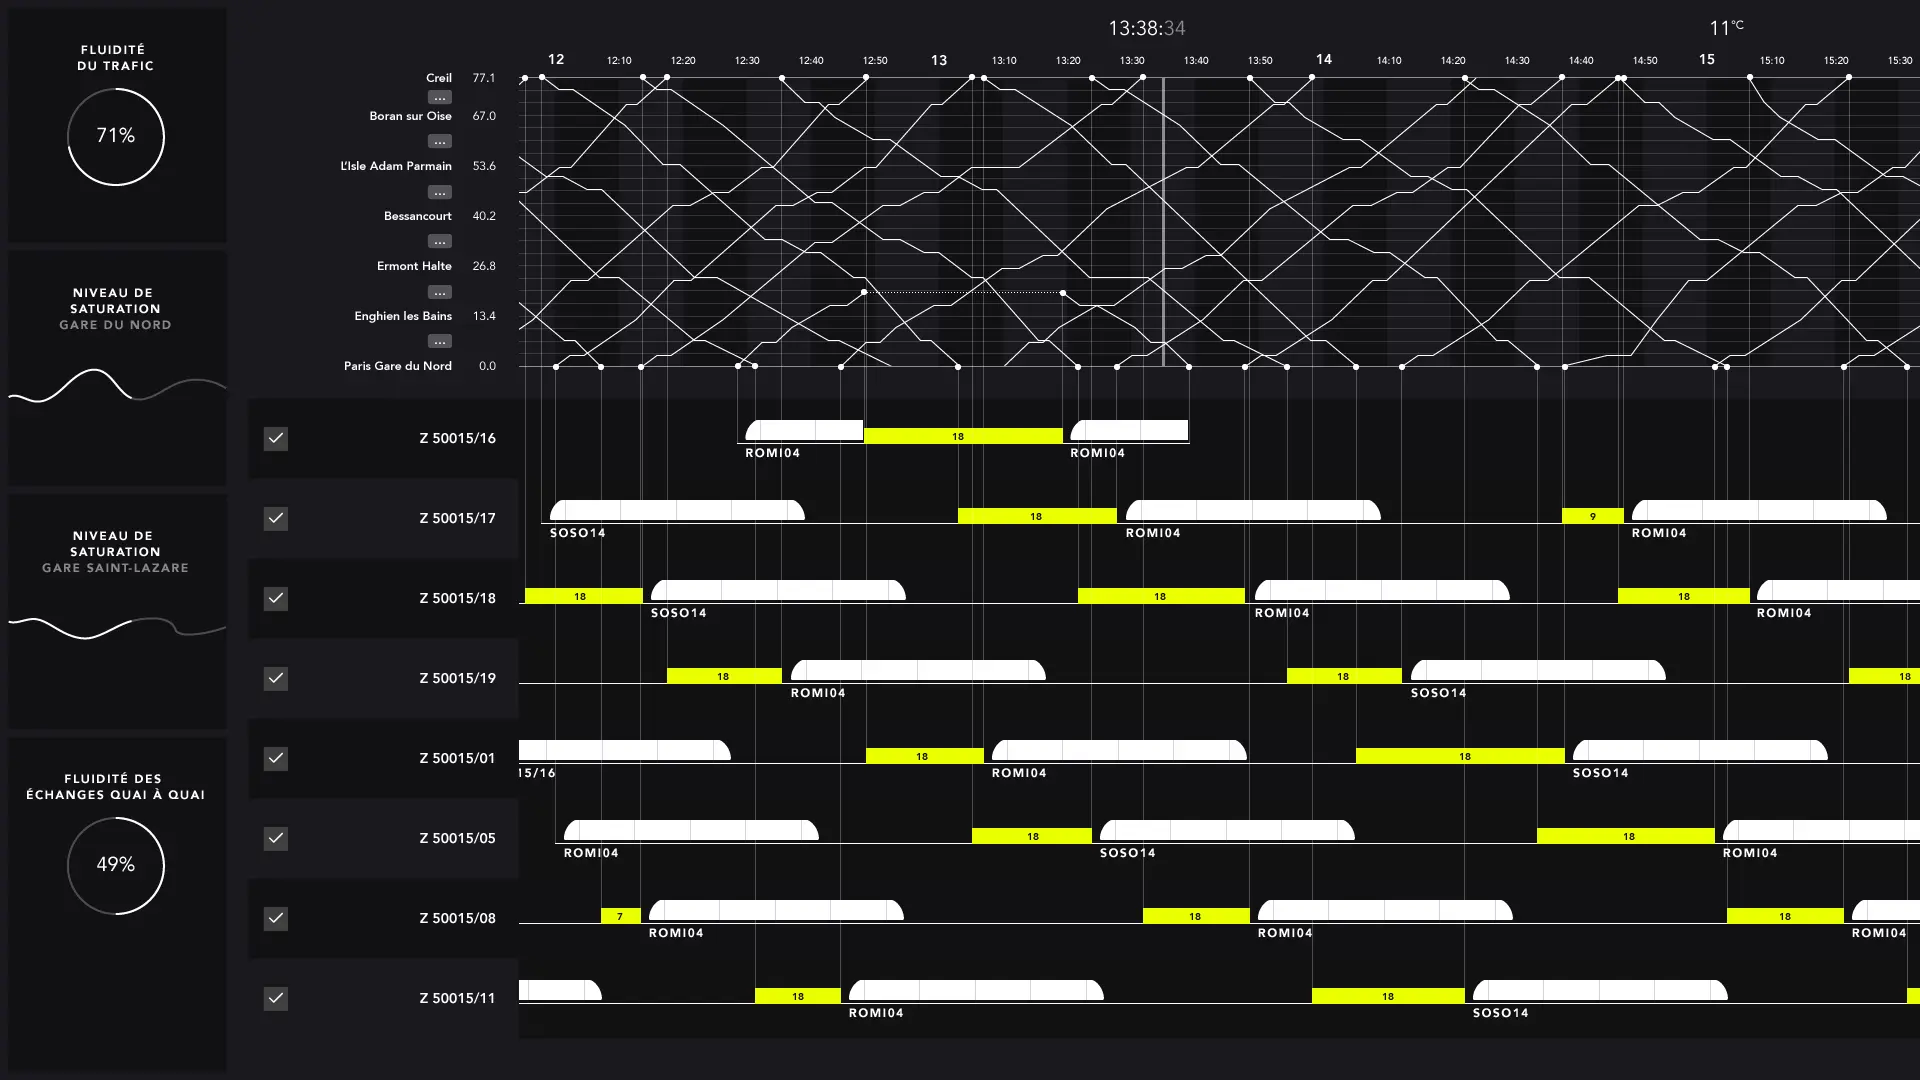 FLUIDITÉ
DU TRAFIC
71%
NIVEAU DE
SATURATION
GARE DU NORD
NIVEAU DE
SATURATION
GARE SAINT-LAZARE
FLUIDITÉ DES
ÉCHANGES QUAI À QUAI
49%
13:38:34
11°C
12 12:10 12:20 12:30 12:40 12:50 13 13:10 13:20 13:30 13:40 13:50 14 14:10 14:20 14:30 14:40 14:50 15 15:10 15:20 15:30
Creil 77.1
...
Boran sur Oise 67.0
...
L'Isle Adam Parmain 53.6
...
Bessancourt 40.2
...
Ermont Halte 26.8
...
Enghien les Bains 13.4
...
Paris Gare du Nord 0.0
Z 50015/16 18
ROMI04 ROMI04
Z 50015/17 18 9
SOSO14 ROMI04 ROMI04
Z 50015/18 18 18 18
SOSO14 ROMI04 ROMI04
Z 50015/19 18 18 18
ROMI04 SOSO14
Z 50015/01 18 18
15/16 ROMI04 SOSO14
Z 50015/05 18 18
ROMI04 SOSO14 ROMI04
Z 50015/08 7 18 18
ROMI04 ROMI04 ROMI04
Z 50015/11 18 18
ROMI04 SOSO14